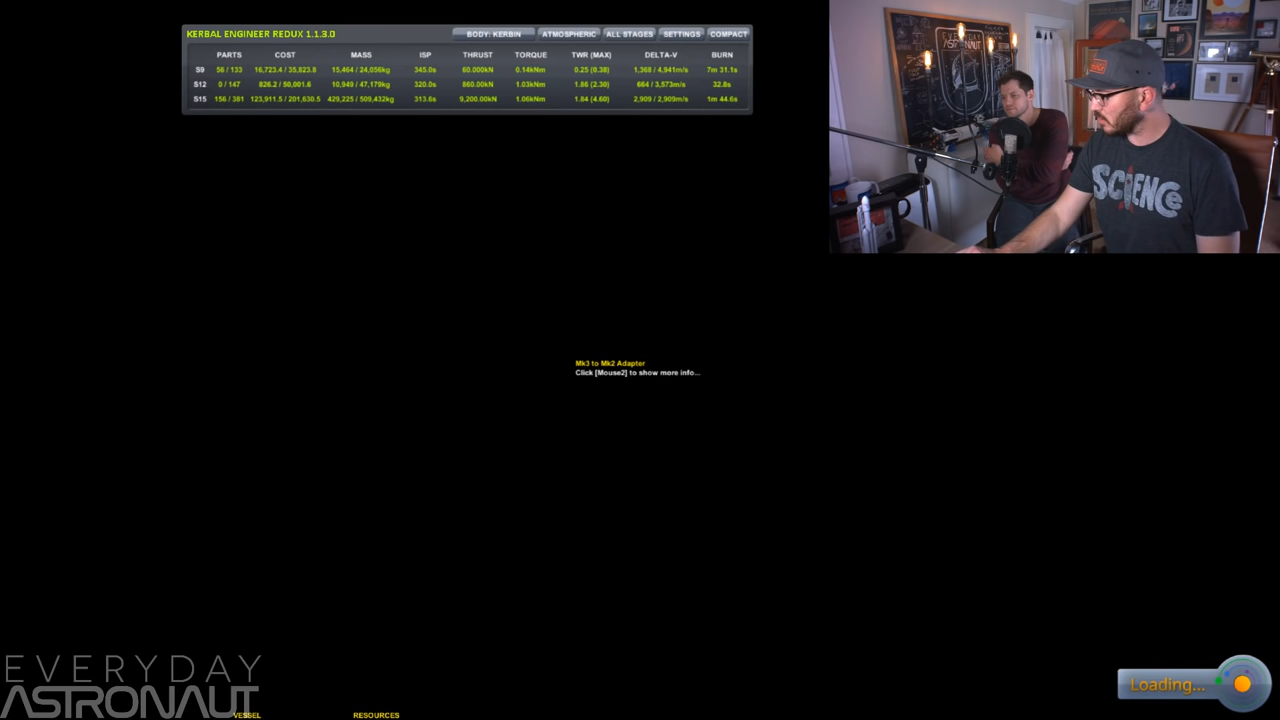 KERBAL ENGINEER REDUX 1.1.3.0
BODY: KERBIN ATMOSPHERIC ALL STAGES SETTINGS COMPACT
PARTS COST MASS ISP THRUST TORQUE TWR (MAX) DELTA-V BURN
S9 56 / 133 16,723.4 / 35,823.8 15,464 / 24,056kg 345.0s 60.000kN 0.14kNm 0.25 (0.38) 1,368 / 4,941m/s 7m 31.1s
S12 0 / 147 826.2 / 50,001.6 10,949 / 47,179kg 320.0s 860.00kN 1.03kNm 1.86 (2.30) 664 / 3,573m/s 32.8s
S15 156 / 381 123,911.5 / 201,630.5 429,225 / 509,432kg 313.6s 9,200.00kN 1.06kNm 1.84 (4.60) 2,909 / 2,909m/s 1m 44.6s
SCIENCE
Mk3 to Mk2 Adapter
Click [Mouse2] to show more info...
Loading...
EVERYDAY
ASTRONAUT
VESSEL RESOURCES